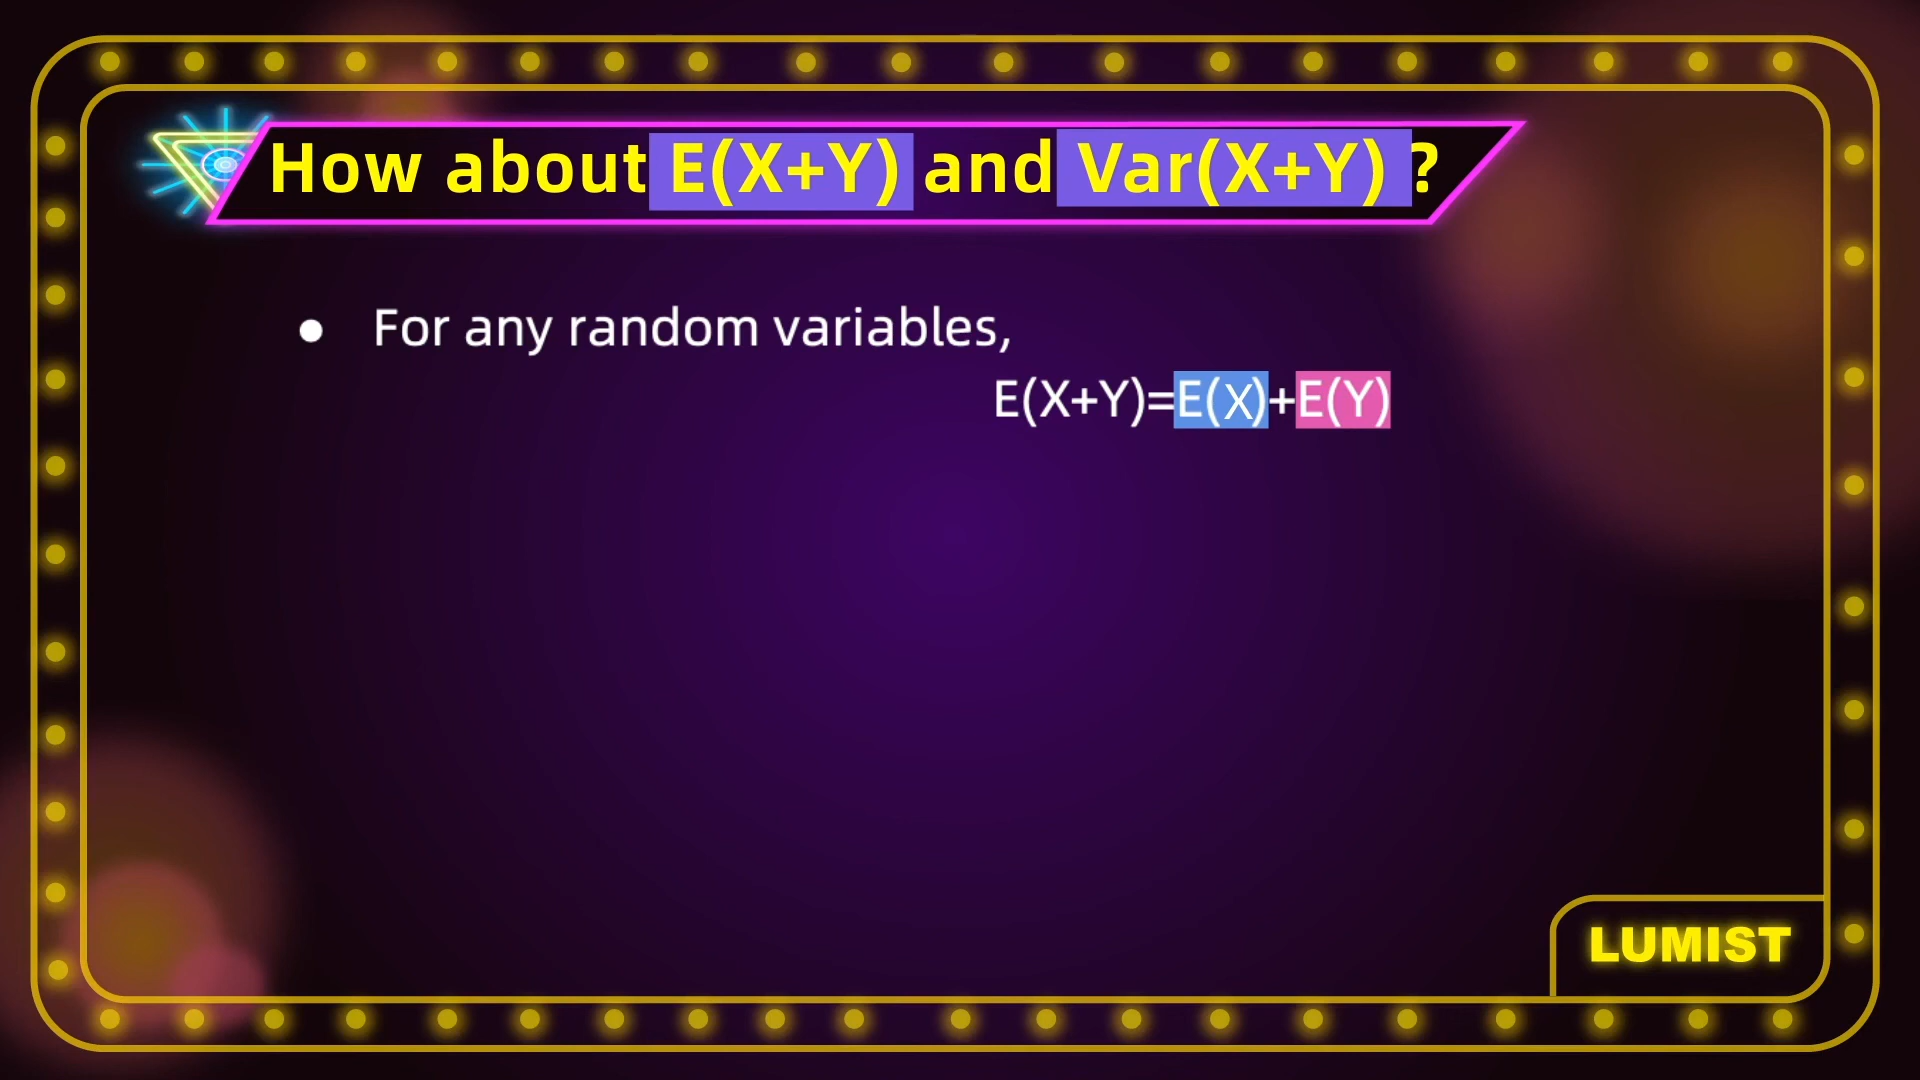 How about E(X+Y) and Var(X+Y) ?
● For any random variables,
E(X+Y)=E(X)+E(Y)
LUMIST